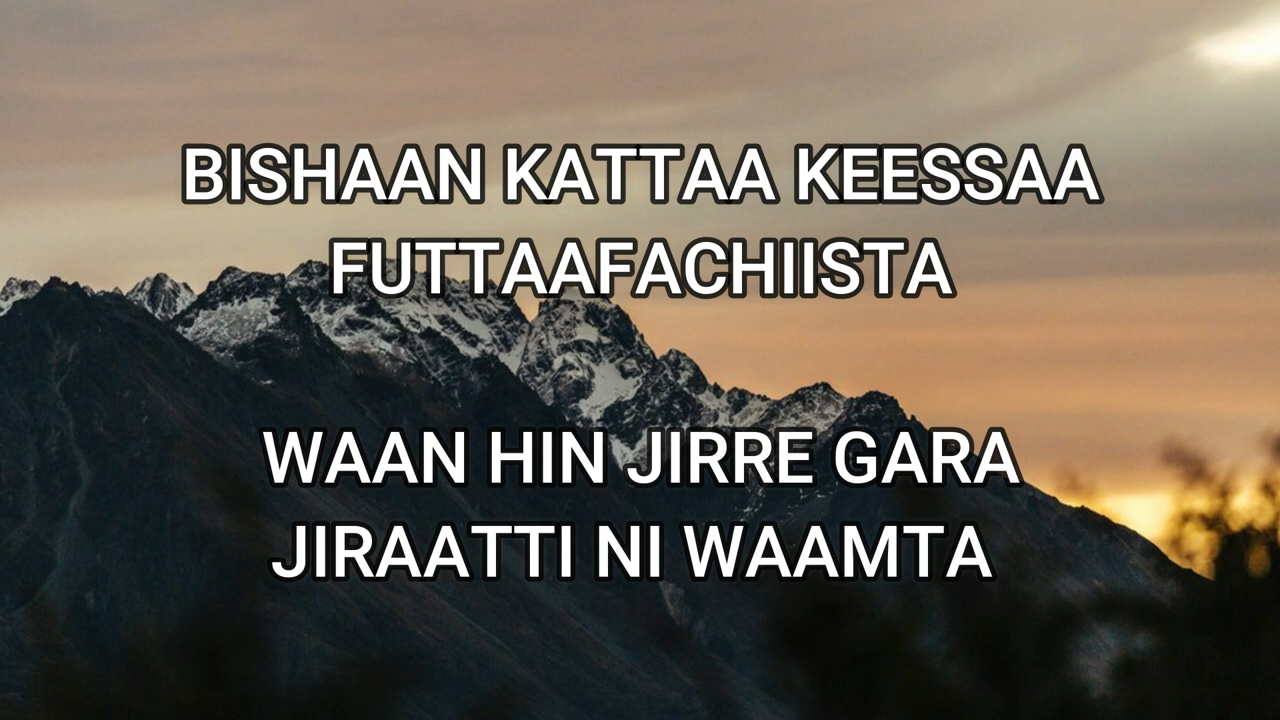 BISHAAN KATTAA KEESSAA
FUTTAAFACHIISTA
WAAN HIN JIRRE GARA
JIRAATTI NI WAAMTA